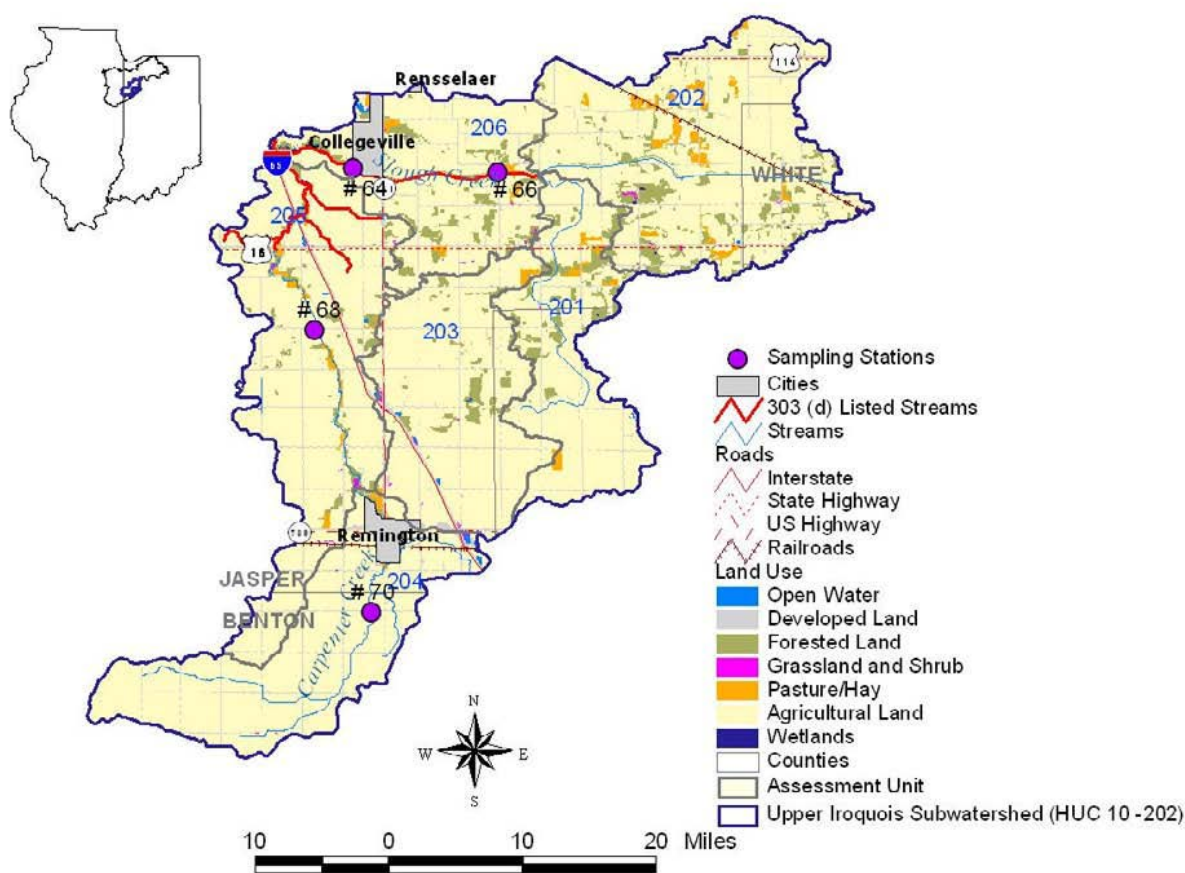 114
Rensselaer
202
206
Collegeville
Slough Creek
#64
#66
WHITE
205
#68
201
203
Sampling Stations
Cities
303 (d) Listed Streams
Streams
Roads
Interstate
State Highway
US Highway
Railroads
Land Use
Open Water
Developed Land
Forested Land
Grassland and Shrub
Pasture/Hay
Agricultural Land
Wetlands
Counties
Assessment Unit
Upper Iroquois Subwatershed (HUC 10 -202)
Remington
JASPER
204
#70
BENTON
Carpenter Creek
N
W E
S
10 0 10 20 Miles